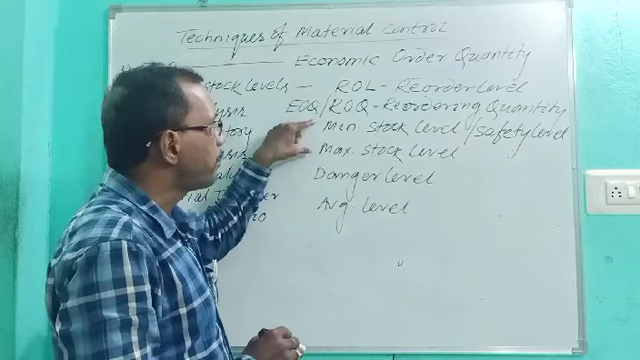 Techniques of Material Control
Economic Order Quantity
stock levels - ROL - Reorder level
EOQ/ROQ - Reordering Quantity
Min. Stock Level / Safety level
Max. Stock level
Danger level
Avg. level